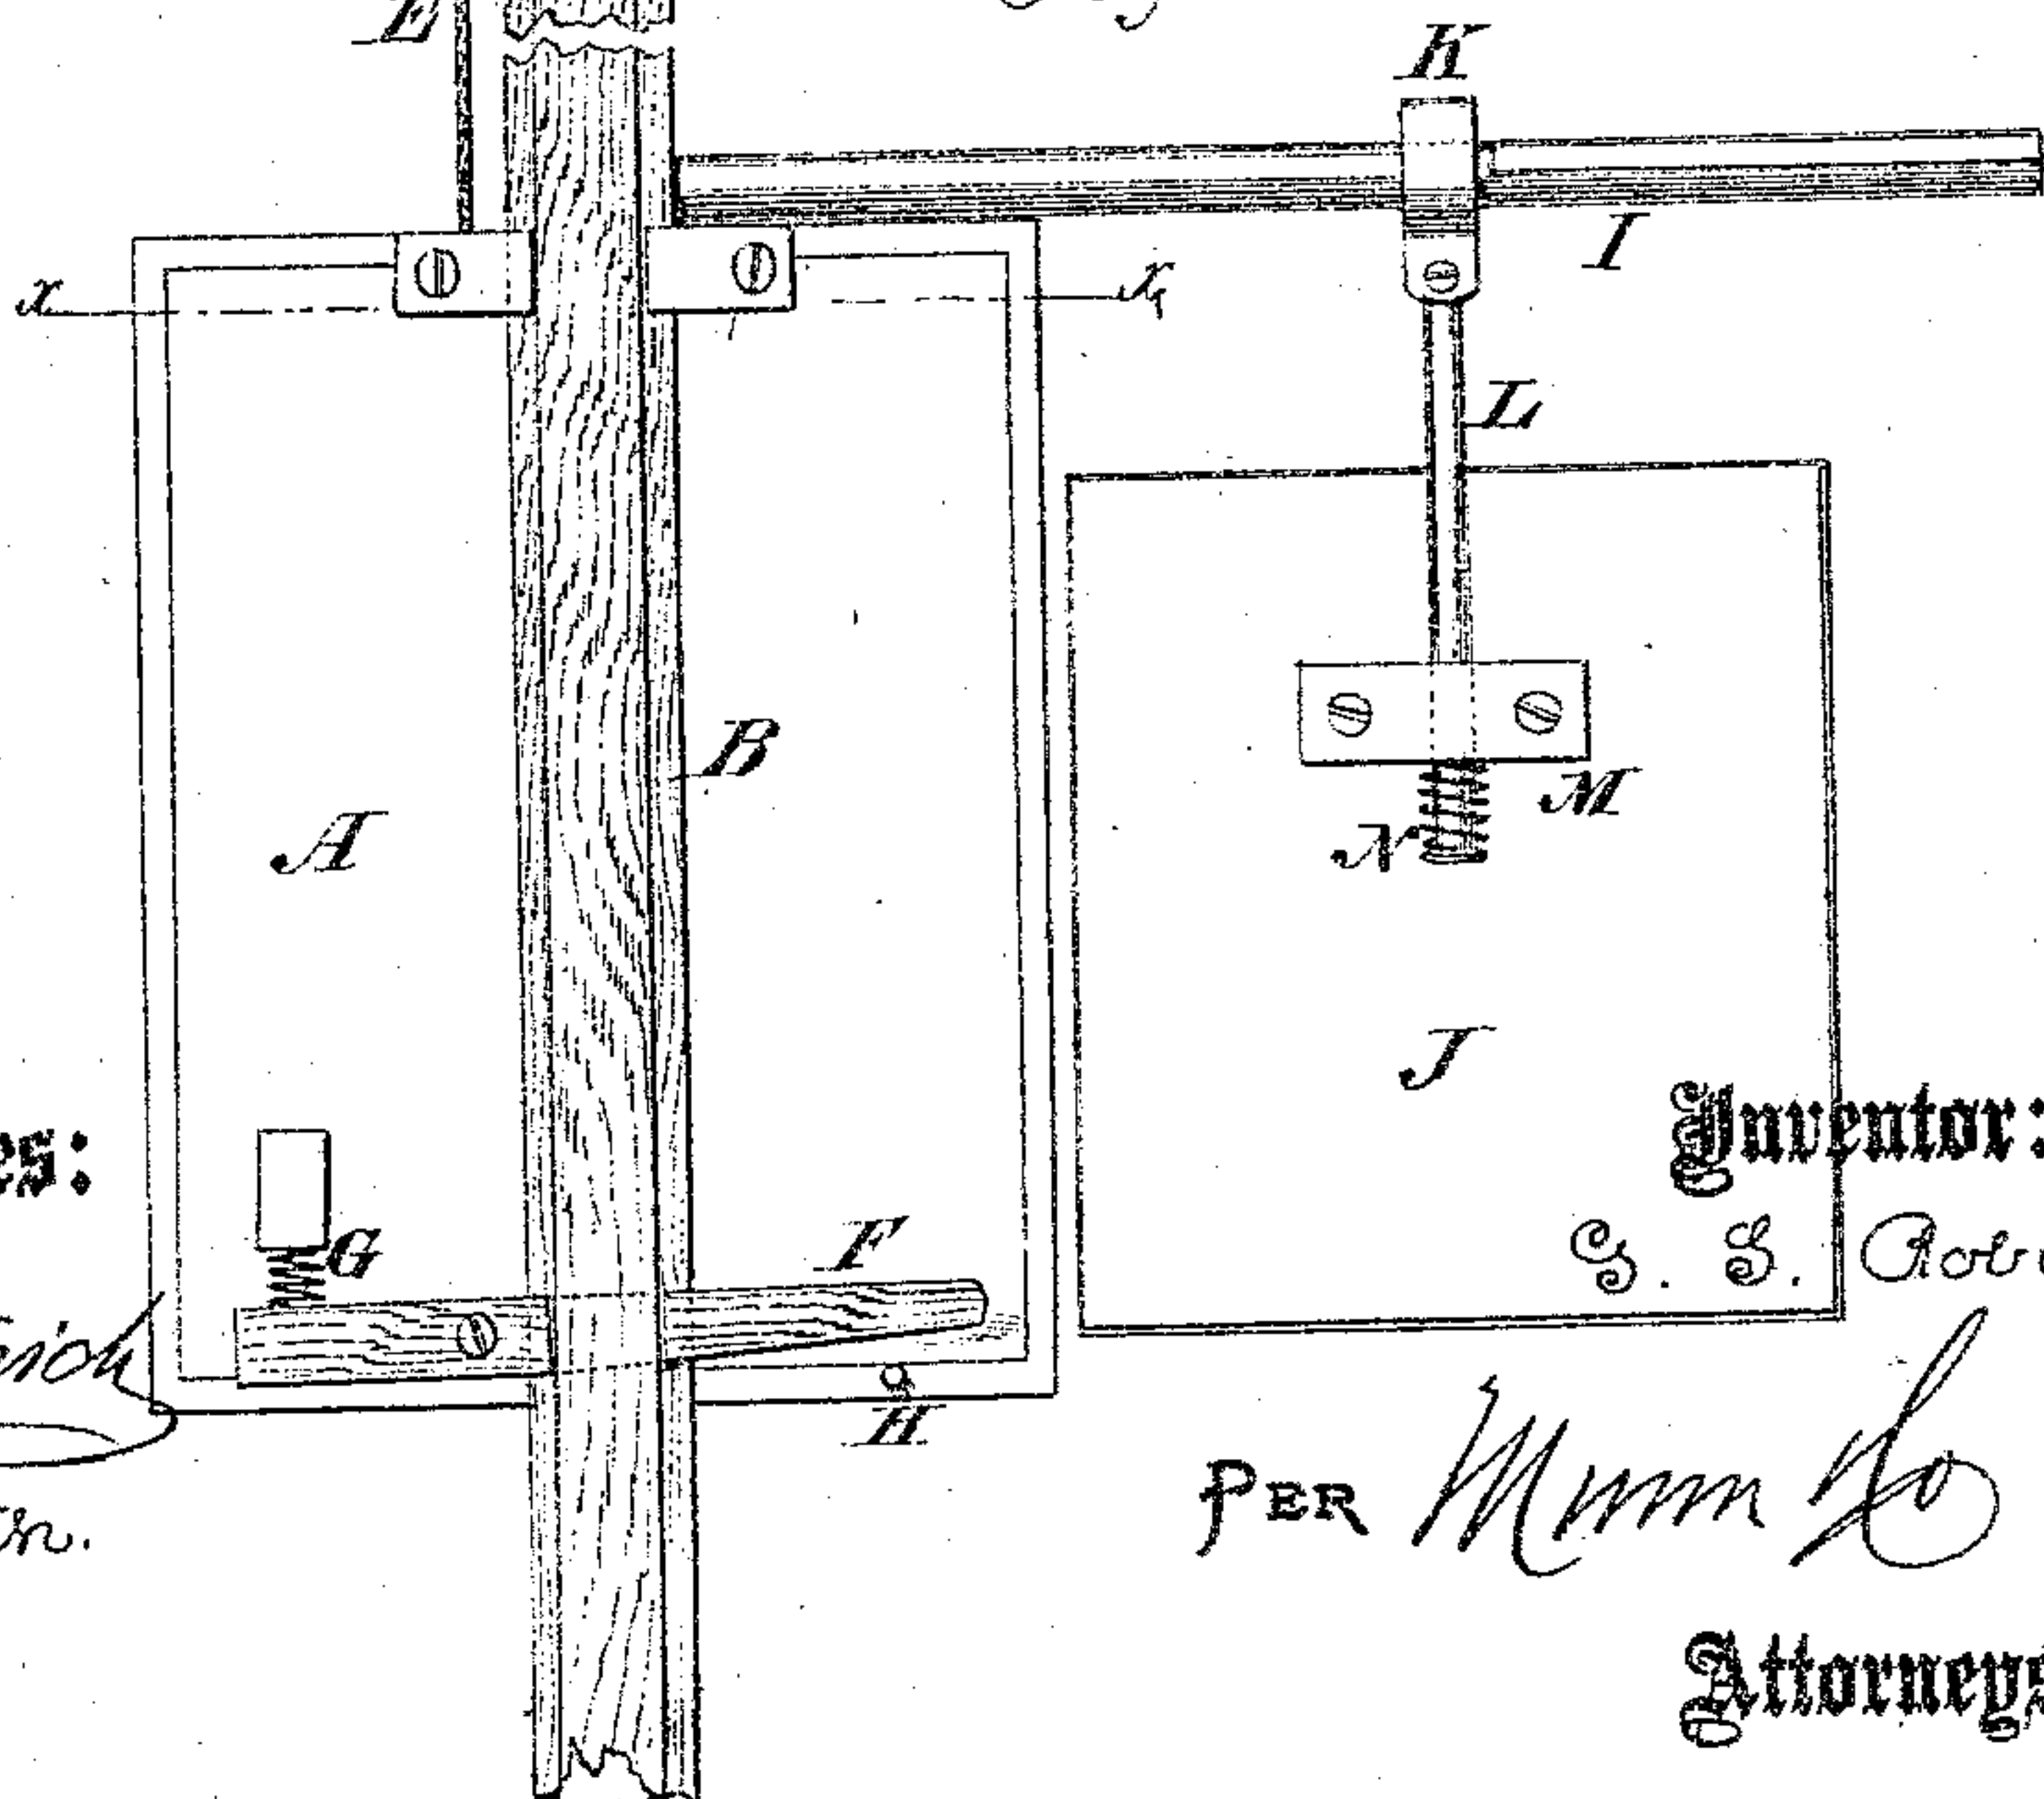 E
K
I
x
x
L
B
M
A
N
J
Inventor:
G
F
G. S.
H
PER Munn & Co
Attorneys